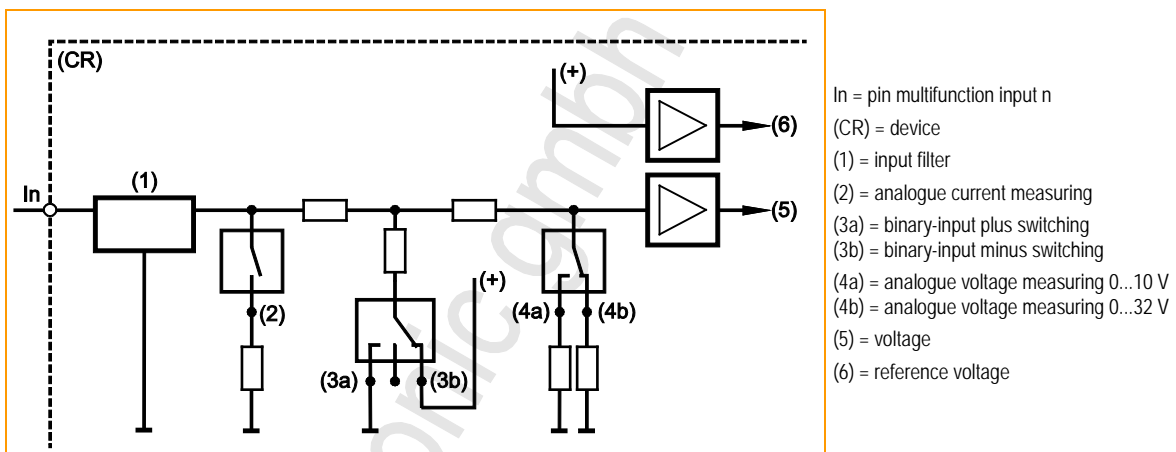 (CR)
(+)
(6)
In
(1)
(5)
(+)
(2)
(4a)
(4b)
(3a)
(3b)
onic gmbh
In = pin multifunction input n
(CR) = device
(1) = input filter
(2) = analogue current measuring
(3a) = binary-input plus switching
(3b) = binary-input minus switching
(4a) = analogue voltage measuring 0...10 V
(4b) = analogue voltage measuring 0...32 V
(5) = voltage
(6) = reference voltage